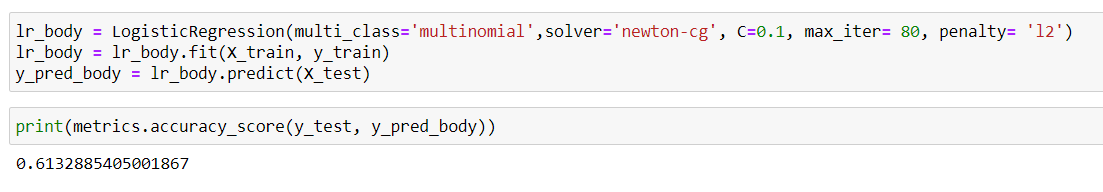 lr_body = LogisticRegression(multi_class='multinomial',solver='newton-cg', C=0.1, max_iter= 80, penalty= 'l2')
lr_body = lr_body.fit(X_train, y_train)
y_pred_body = lr_body.predict(X_test)
print(metrics.accuracy_score(y_test, y_pred_body))
0.6132885405001867